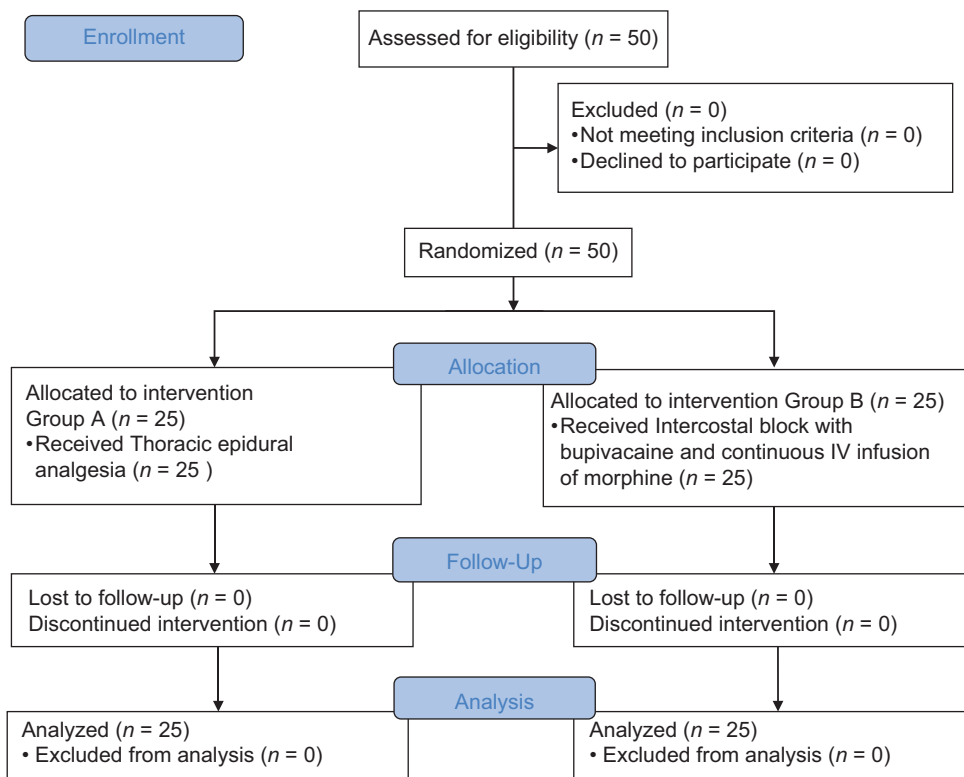 Enrollment
Assessed for eligibility (n = 50)
Excluded (n = 0)
•Not meeting inclusion criteria (n = 0)
•Declined to participate (n = 0)
Randomized (n = 50)
Allocation
Allocated to intervention
Group A (n = 25)
•Received Thoracic epidural
analgesia (n = 25 )
Allocated to intervention Group B (n = 25)
•Received Intercostal block with
bupivacaine and continuous IV infusion
of morphine (n = 25)
Follow-Up
Lost to follow-up (n = 0)
Discontinued intervention (n = 0)
Lost to follow-up (n = 0)
Discontinued intervention (n = 0)
Analysis
Analyzed (n = 25)
• Excluded from analysis (n = 0)
Analyzed (n = 25)
• Excluded from analysis (n = 0)